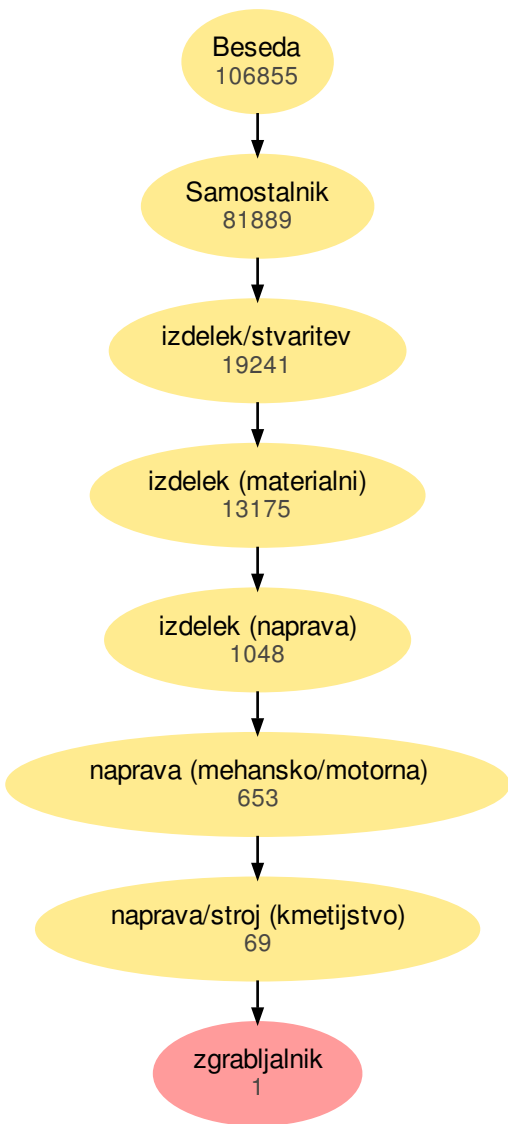 Beseda
106855
Samostalnik
81889
izdelek/stvaritev
19241
izdelek (materialni)
13175
izdelek (naprava)
1048
naprava (mehansko/motorna)
653
naprava/stroj (kmetijstvo)
69
zgrabljalnik
1